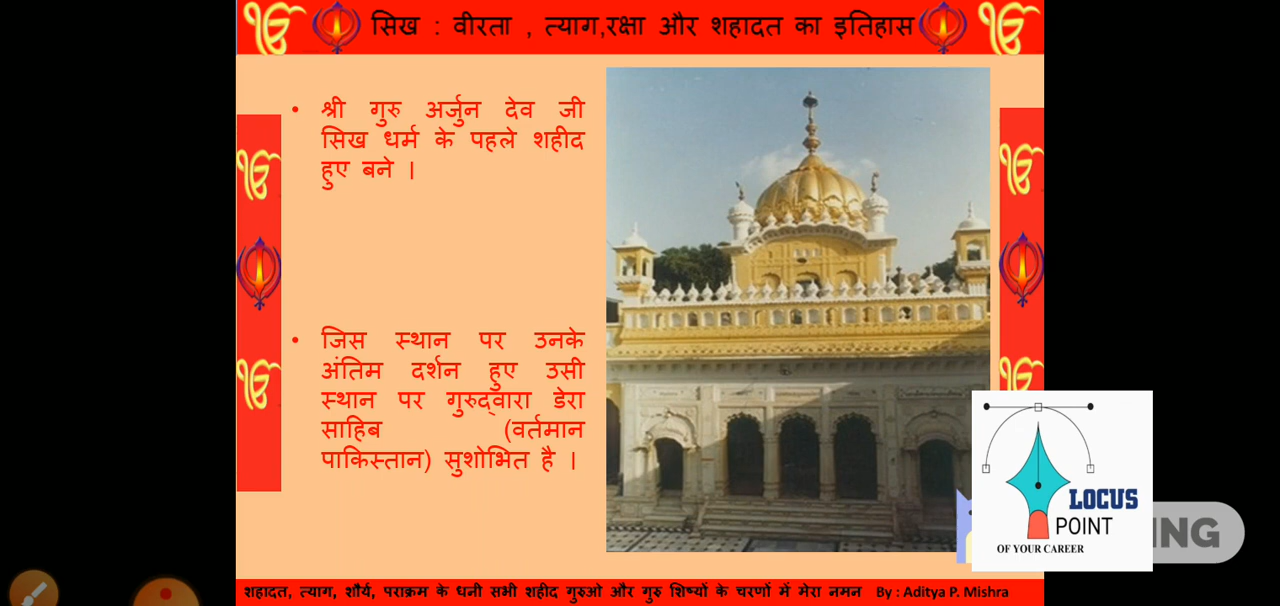 सिख : वीरता , त्याग,रक्षा और शहादत का इतिहास
• श्री गुरु अर्जुन देव जी
सिख धर्म के पहले शहीद
हुए बने ।
• जिस स्थान पर उनके
अंतिम दर्शन हुए उसी
स्थान पर गुरुद्वारा डेरा
साहिब (वर्तमान
पाकिस्तान) सुशोभित है ।
LOCUS
POINT
OF YOUR CAREER
ING
शहादत, त्याग, शौर्य, पराक्रम के धनी सभी शहीद गुरुओ और गुरु शिष्यों के चरणों में मेरा नमन By : Aditya P. Mishra